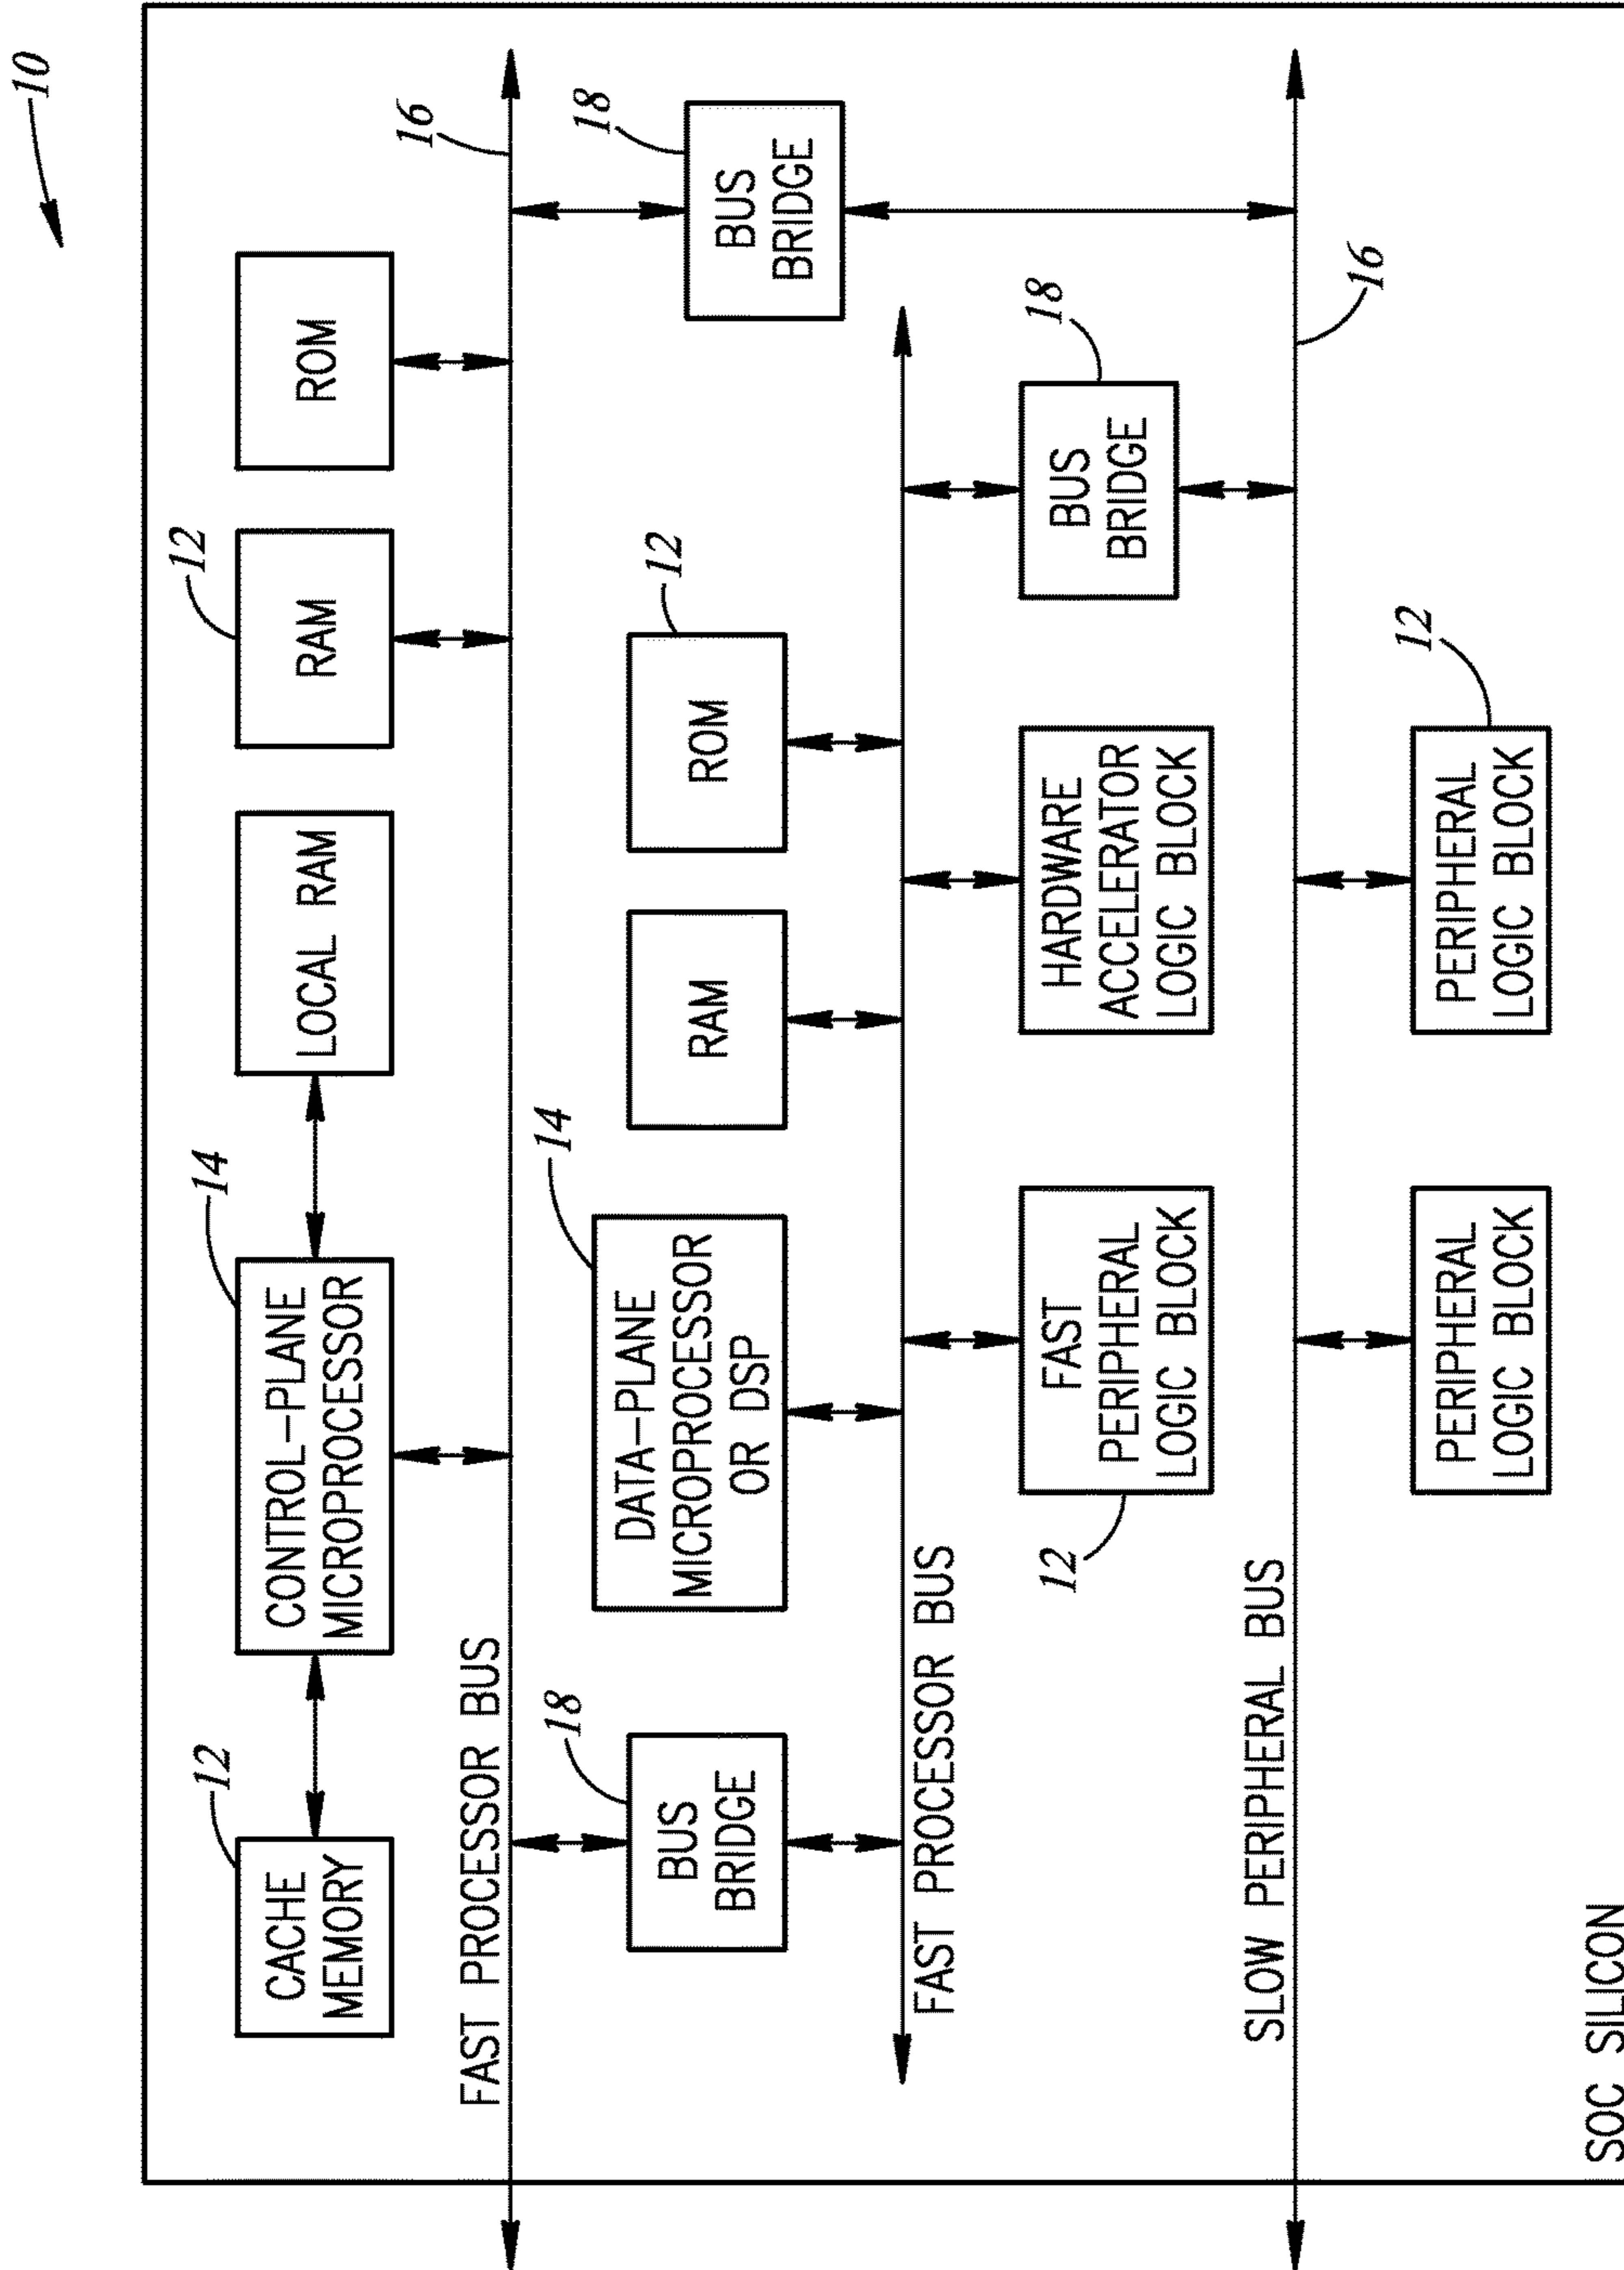 10
12
CACHE
MEMORY
14
CONTROL–PLANE
MICROPROCESSOR
LOCAL RAM
12
RAM
ROM
FAST PROCESSOR BUS
16
18
BUS
BRIDGE
14
DATA–PLANE
MICROPROCESSOR
OR DSP
RAM
12
ROM
18
BUS
BRIDGE
FAST PROCESSOR BUS
12
FAST
PERIPHERAL
LOGIC BLOCK
HARDWARE
ACCELERATOR
LOGIC BLOCK
18
BUS
BRIDGE
SLOW PERIPHERAL BUS
16
PERIPHERAL
LOGIC BLOCK
12
PERIPHERAL
LOGIC BLOCK
SOC SILICON